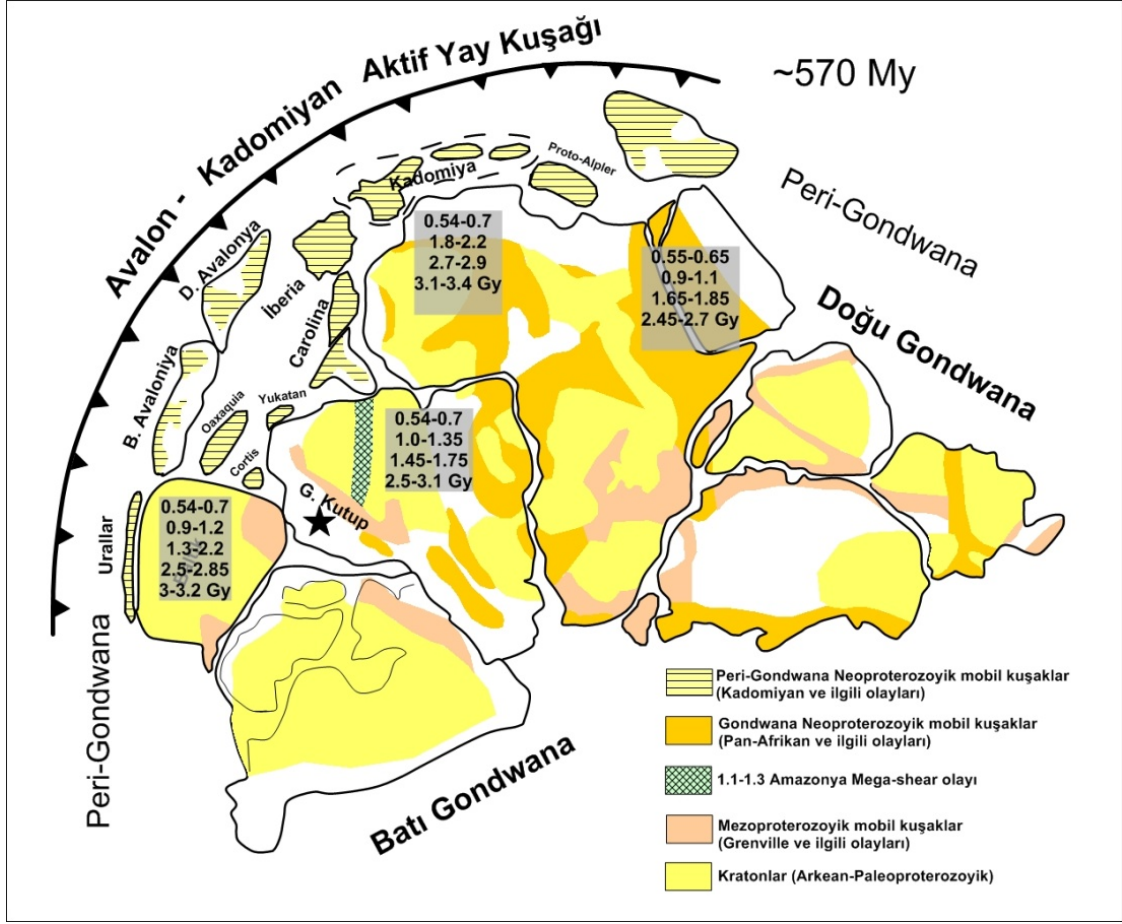 Avalon - Kadomiyan Aktif Yay Kuşağı
~570 My
Peri-Gondwana
Doğu Gondwana
Proto-Alpler
Kadomiya
D. Avalonya
İberia
Carolina
B. Avaloniya
Oaxaquia
Yukatan
Cortis
Urallar
Peri-Gondwana
Batı Gondwana
G. Kutup
0.54-0.7
1.8-2.2
2.7-2.9
3.1-3.4 Gy
0.55-0.65
0.9-1.1
1.65-1.85
2.45-2.7 Gy
0.54-0.7
1.0-1.35
1.45-1.75
2.5-3.1 Gy
0.54-0.7
0.9-1.2
1.3-2.2
2.5-2.85
3-3.2 Gy
Peri-Gondwana Neoproterozoyik mobil kuşaklar
(Kadomiyan ve ilgili olayları)
Gondwana Neoproterozoyik mobil kuşaklar
(Pan-Afrikan ve ilgili olayları)
1.1-1.3 Amazonya Mega-shear olayı
Mezoproterozoyik mobil kuşaklar
(Grenville ve ilgili olayları)
Kratonlar (Arkean-Paleoproterozoyik)